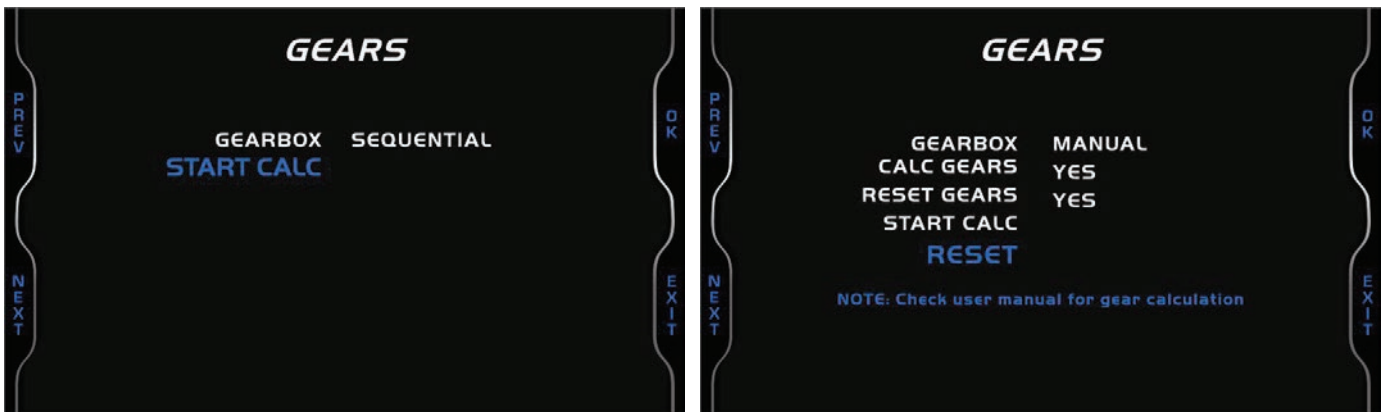 GEARS
PREV
OK
GEARBOX SEQUENTIAL
START CALC
NEXT
EXIT
GEARS
PREV
OK
GEARBOX MANUAL
CALC GEARS YES
RESET GEARS YES
START CALC
RESET
NEXT
EXIT
NOTE: Check user manual for gear calculation